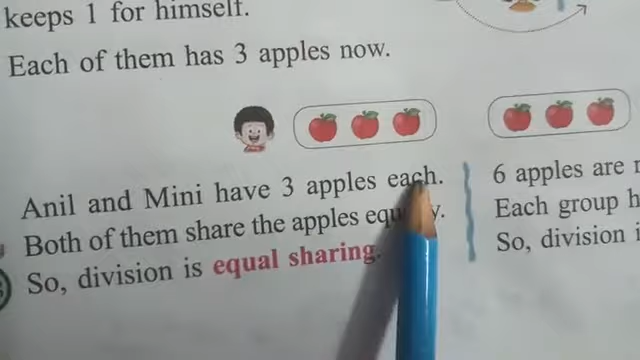 keeps 1 for himself.
Each of them has 3 apples now.
Anil and Mini have 3 apples each.
Both of them share the apples
So, division is equal sharing.
6 apples are
Each group
So, division